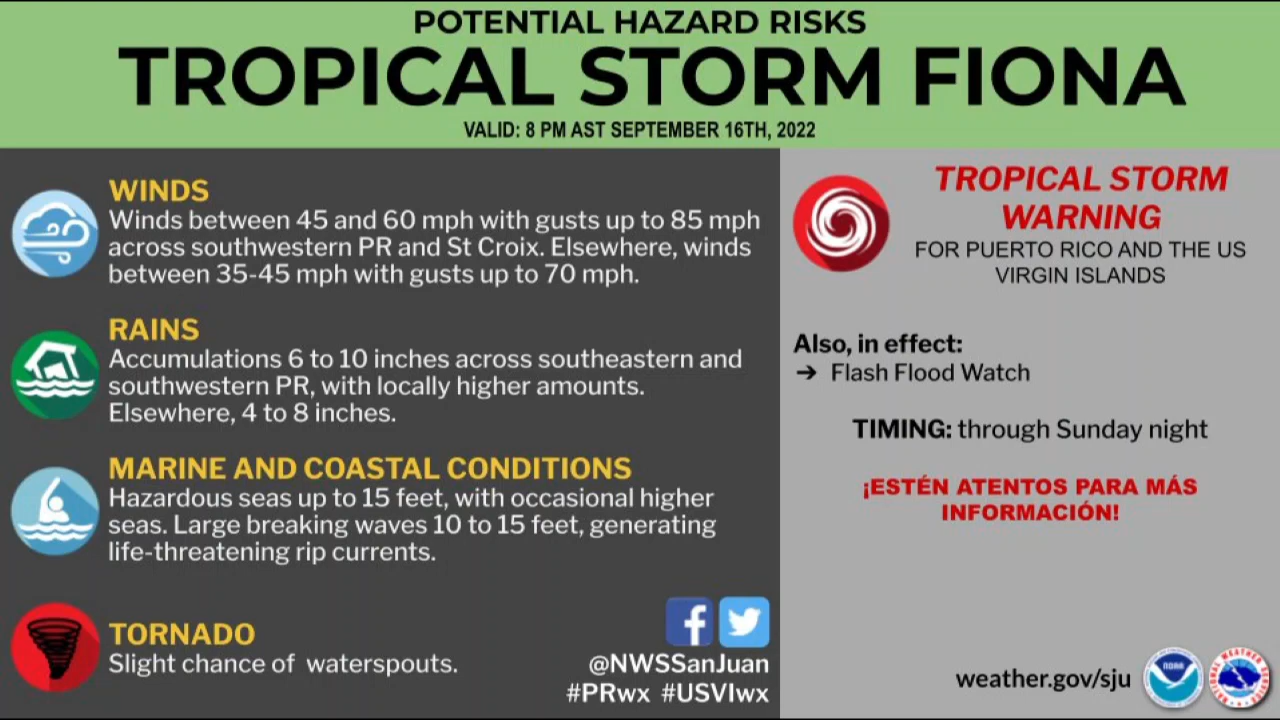 POTENTIAL HAZARD RISKS
TROPICAL STORM FIONA
VALID: 8 PM AST SEPTEMBER 16TH, 2022
WINDS
Winds between 45 and 60 mph with gusts up to 85 mph
across southwestern PR and St Croix. Elsewhere, winds
between 35-45 mph with gusts up to 70 mph.
RAINS
Accumulations 6 to 10 inches across southeastern and
southwestern PR, with locally higher amounts.
Elsewhere, 4 to 8 inches.
MARINE AND COASTAL CONDITIONS
Hazardous seas up to 15 feet, with occasional higher
seas. Large breaking waves 10 to 15 feet, generating
life-threatening rip currents.
TORNADO
Slight chance of waterspouts.
@NWSSanJuan
#PRwx #USVIwx
TROPICAL STORM
WARNING
FOR PUERTO RICO AND THE US
VIRGIN ISLANDS
Also, in effect:
➔ Flash Flood Watch
TIMING: through Sunday night
¡ESTÉN ATENTOS PARA MÁS
INFORMACIÓN!
weather.gov/sju
NOAA
NATIONAL WEATHER SERVICE